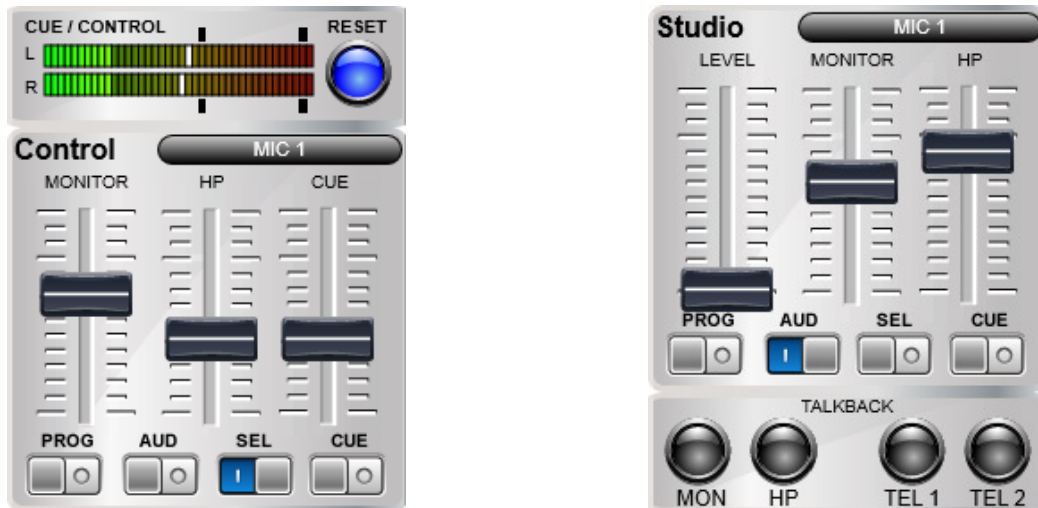 CUE / CONTROL RESET
L
R
Control MIC 1
MONITOR HP CUE
PROG AUD SEL CUE
Studio MIC 1
LEVEL MONITOR HP
PROG AUD SEL CUE
TALKBACK
MON HP TEL 1 TEL 2